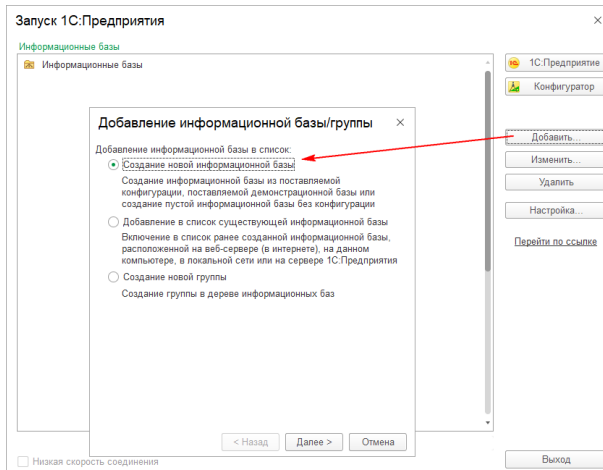 Запуск 1С:Предприятия
Информационные базы
Информационные базы
1С:Предприятие
Конфигуратор
Добавить...
Изменить...
Удалить
Настройка...
Перейти по ссылке
Добавление информационной базы/группы
Добавление информационной базы в список:
Создание новой информационной базы
Создание информационной базы из поставляемой
конфигурации, поставляемой демонстрационной базы или
создание пустой информационной базы без конфигурации
Добавление в список существующей информационной базы
Включение в список ранее созданной информационной базы,
расположенной на веб-сервере (в интернете), на данном
компьютере, в локальной сети или на сервере 1С:Предприятия
Создание новой группы
Создание группы в дереве информационных баз
< Назад
Далее >
Отмена
Низкая скорость соединения
Выход